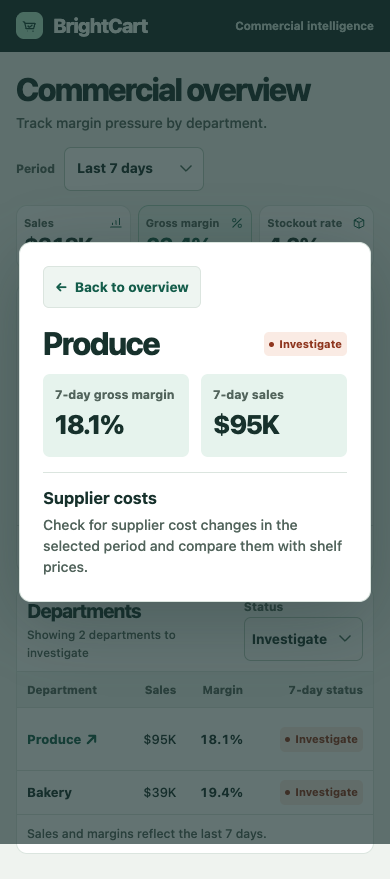 BrightCart
Commercial intelligence
Commercial overview
Track margin pressure by department.
Period
Last 7 days
Sales
Gross margin
Stockout rate
← Back to overview
Produce
Investigate
7-day gross margin
18.1%
7-day sales
$95K
Supplier costs
Check for supplier cost changes in the
selected period and compare them with shelf
prices.
Departments
Showing 2 departments to
investigate
Status
Investigate
Department Sales Margin 7-day status
Produce ↗ $95K 18.1% Investigate
Bakery $39K 19.4% Investigate
Sales and margins reflect the last 7 days.